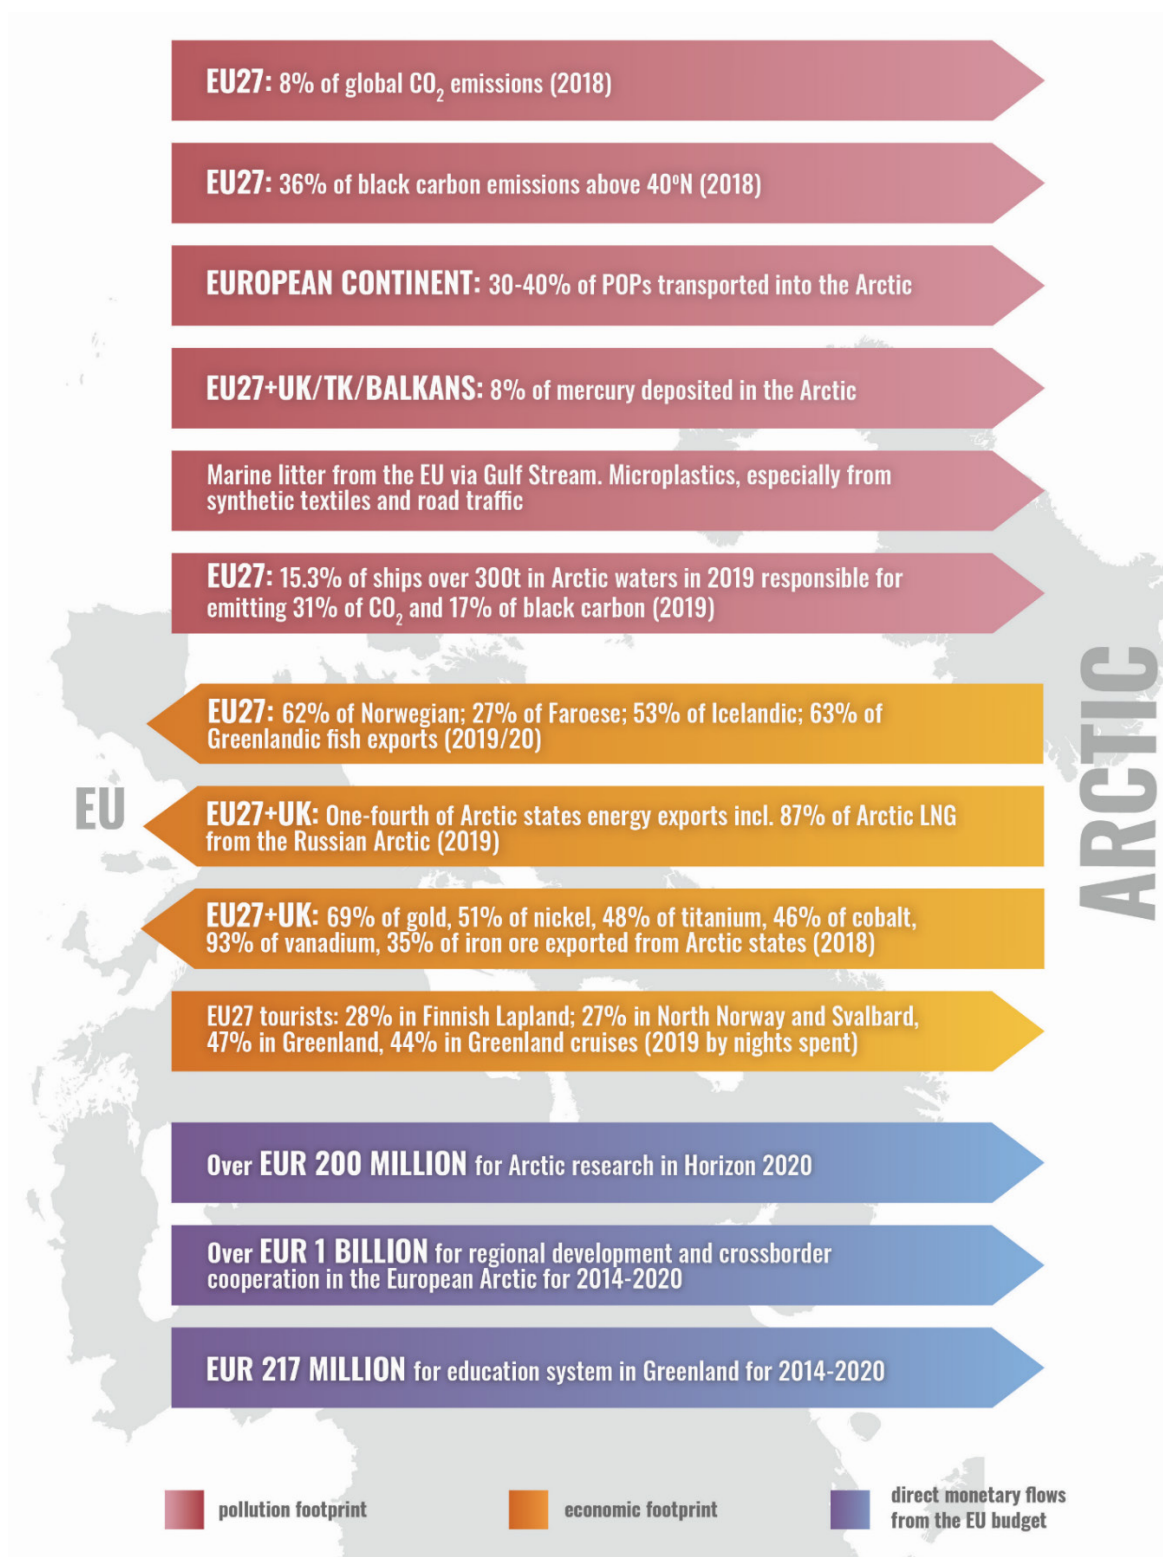 EU27: 8% of global CO₂ emissions (2018)
EU27: 36% of black carbon emissions above 40⁰N (2018)
EUROPEAN CONTINENT: 30-40% of POPs transported into the Arctic
EU27+UK/TK/BALKANS: 8% of mercury deposited in the Arctic
Marine litter from the EU via Gulf Stream. Microplastics, especially from
synthetic textiles and road traffic
EU27: 15.3% of ships over 300t in Arctic waters in 2019 responsible for
emitting 31% of CO₂ and 17% of black carbon (2019)
EU27: 62% of Norwegian; 27% of Faroese; 53% of Icelandic; 63% of
Greenlandic fish exports (2019/20)
EU
ARCTIC
EU27+UK: One-fourth of Arctic states energy exports incl. 87% of Arctic LNG
from the Russian Arctic (2019)
EU27+UK: 69% of gold, 51% of nickel, 48% of titanium, 46% of cobalt,
93% of vanadium, 35% of iron ore exported from Arctic states (2018)
EU27 tourists: 28% in Finnish Lapland; 27% in North Norway and Svalbard,
47% in Greenland, 44% in Greenland cruises (2019 by nights spent)
Over EUR 200 MILLION for Arctic research in Horizon 2020
Over EUR 1 BILLION for regional development and crossborder
cooperation in the European Arctic for 2014-2020
EUR 217 MILLION for education system in Greenland for 2014-2020
pollution footprint
economic footprint
direct monetary flows
from the EU budget